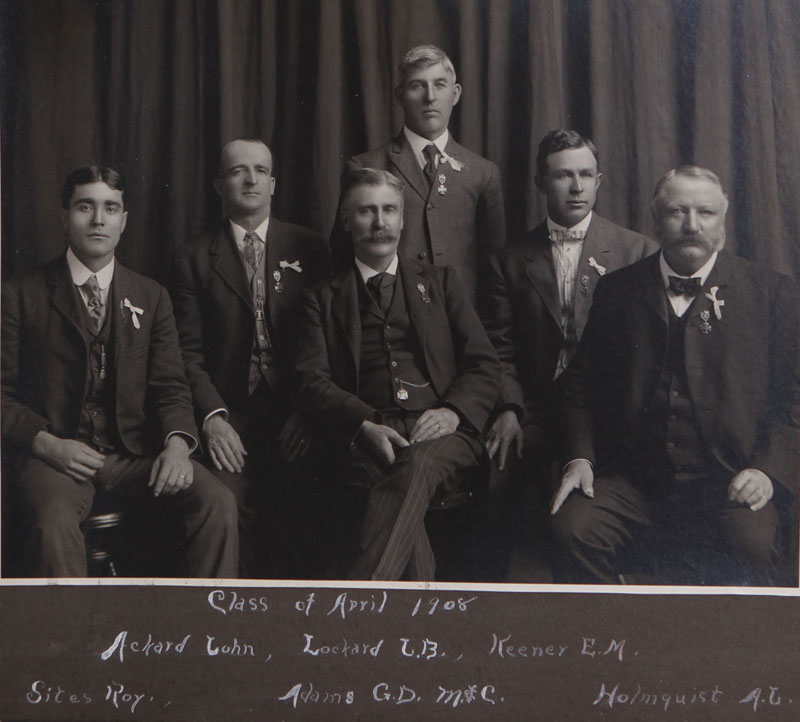 Class of April 1908
Ackard John, Lockard J.B., Keener E.M.
Sites Roy., Adams G.D. M&C. Holmquist A.J.